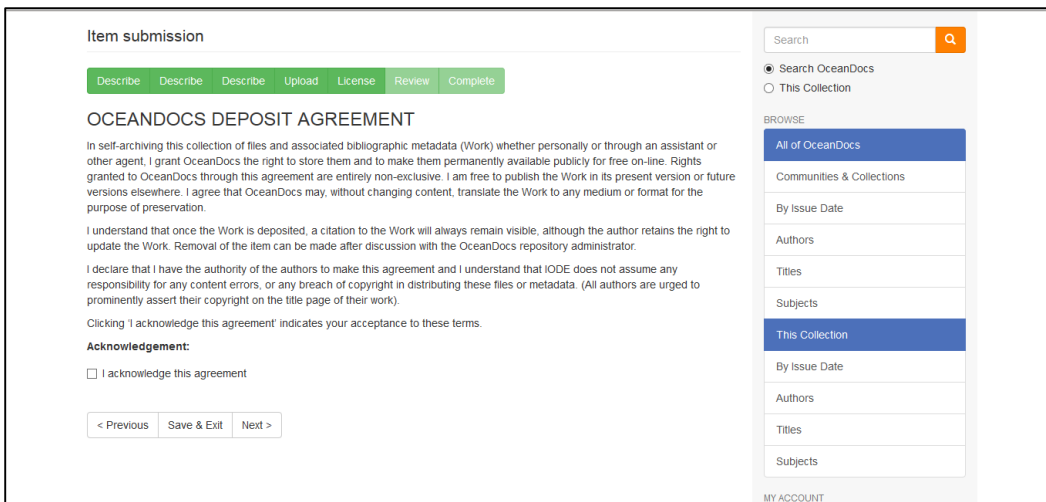 Item submission
Describe Describe Describe Upload License Review Complete
OCEANDOCS DEPOSIT AGREEMENT
In self-archiving this collection of files and associated bibliographic metadata (Work) whether personally or through an assistant or
other agent, I grant OceanDocs the right to store them and to make them permanently available publicly for free on-line. Rights
granted to OceanDocs through this agreement are entirely non-exclusive. I am free to publish the Work in its present version or future
versions elsewhere. I agree that OceanDocs may, without changing content, translate the Work to any medium or format for the
purpose of preservation.
I understand that once the Work is deposited, a citation to the Work will always remain visible, although the author retains the right to
update the Work. Removal of the item can be made after discussion with the OceanDocs repository administrator.
I declare that I have the authority of the authors to make this agreement and I understand that IODE does not assume any
responsibility for any content errors, or any breach of copyright in distributing these files or metadata. (All authors are urged to
prominently assert their copyright on the title page of their work).
Clicking 'I acknowledge this agreement' indicates your acceptance to these terms.
Acknowledgement:
I acknowledge this agreement
< Previous Save & Exit Next >
Search
Search OceanDocs
This Collection
BROWSE
All of OceanDocs
Communities & Collections
By Issue Date
Authors
Titles
Subjects
This Collection
By Issue Date
Authors
Titles
Subjects
MY ACCOUNT